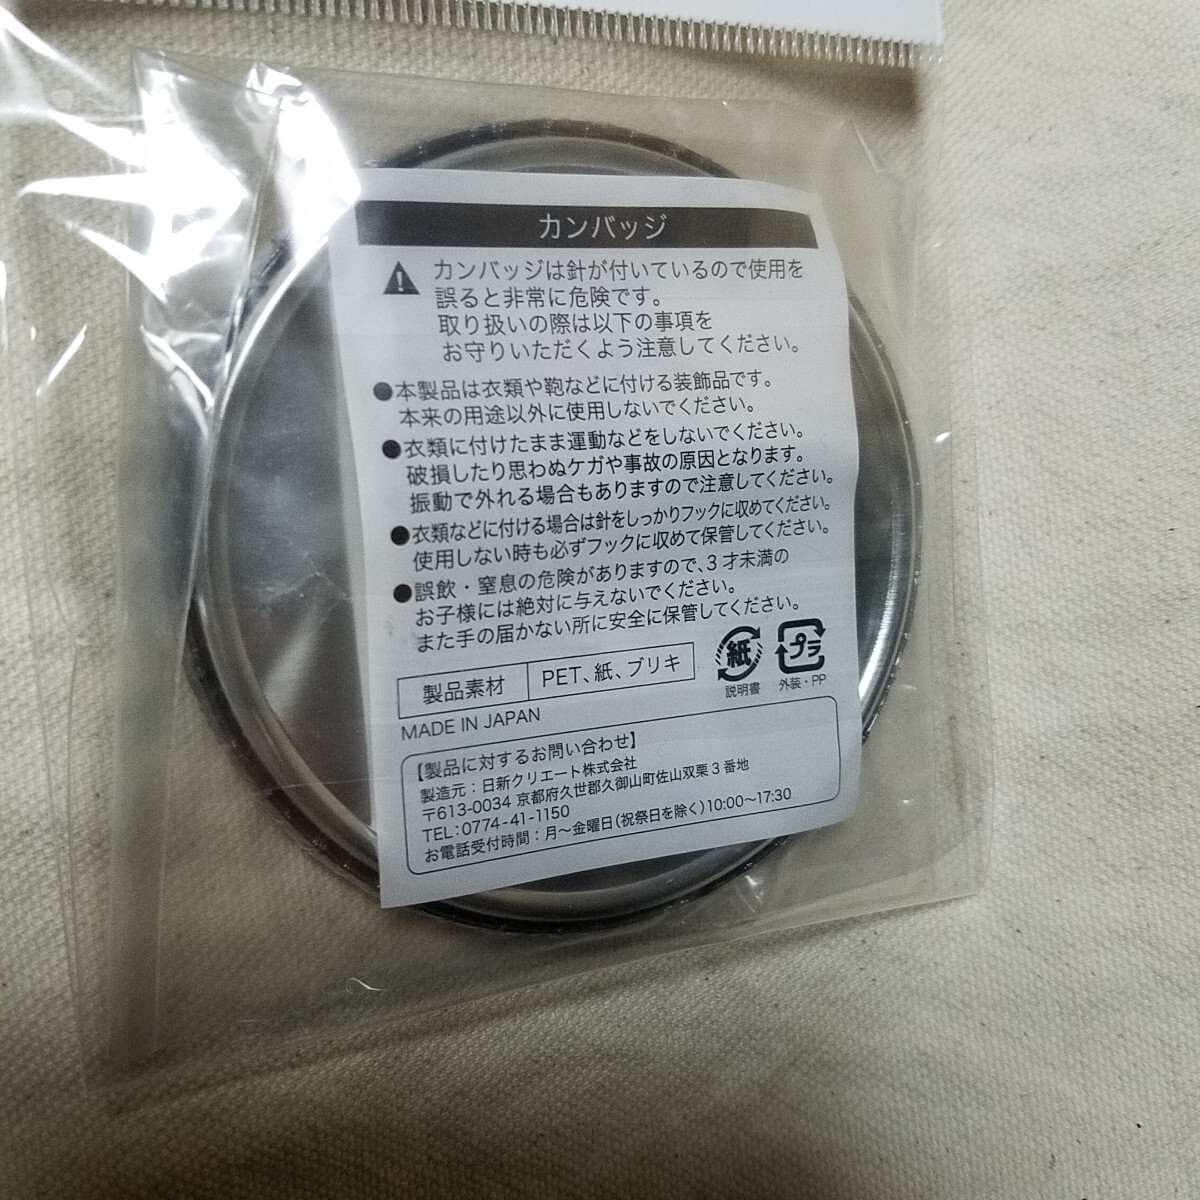 カンバッジ
カンバッジは針が付いているので使用を
誤ると非常に危険です。
取り扱いの際は以下の事項を
お守りいただくよう注意してください。
●本製品は衣類や鞄などに付ける装飾品です。
本来の用途以外に使用しないでください。
●衣類に付けたまま運動などをしないでください。
破損したり思わぬケガや事故の原因となります。
振動で外れる場合もありますので注意してください。
●衣類などに付ける場合は針をしっかりフックに収めてください。
使用しない時も必ずフックに収めて保管してください。
●誤飲・窒息の危険がありますので、3才未満の
お子様には絶対に与えないでください。
また手の届かない所に安全に保管してください。
製品素材 PET、紙、ブリキ
紙 プラ
説明書 外装・PP
MADE IN JAPAN
【製品に対するお問い合わせ】
製造元：日新クリエート株式会社
〒613-0034 京都府久世郡久御山町佐山双栗3番地
TEL：0774-41-1150
お電話受付時間：月〜金曜日(祝祭日を除く)10:00〜17:30